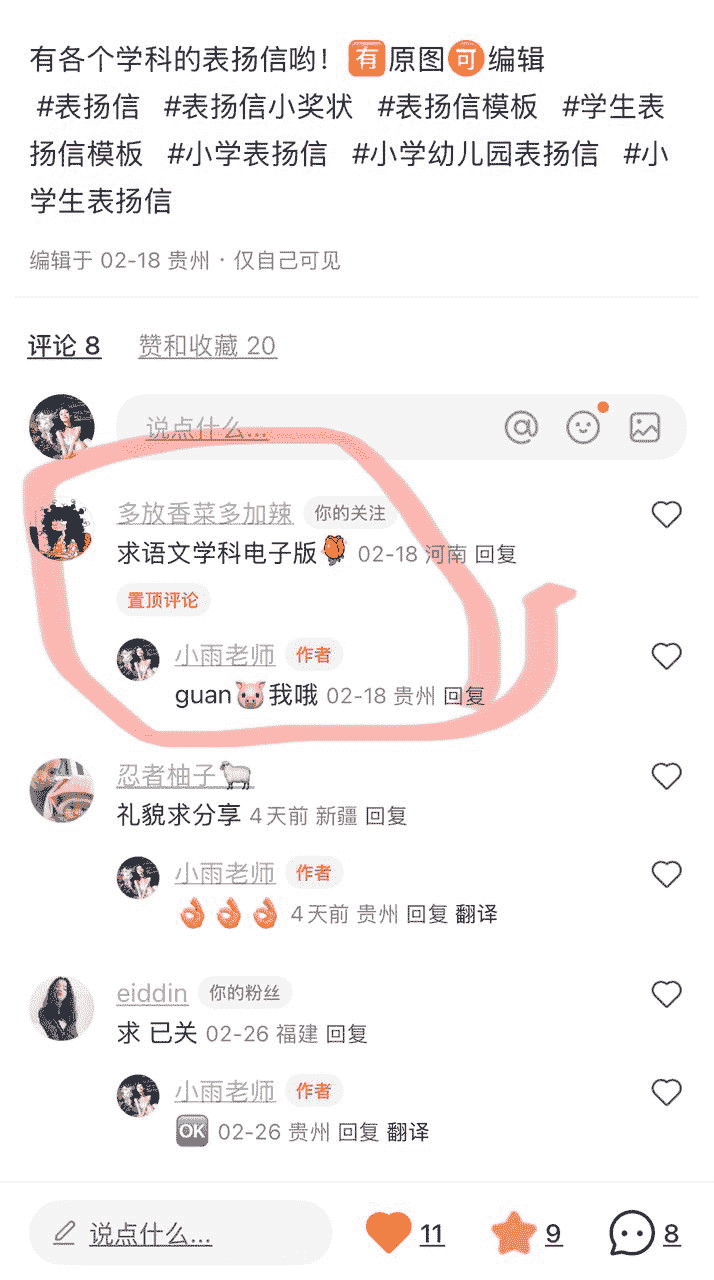 有各个学科的表扬信哟！🈶原图🉑编辑
#表扬信 #表扬信小奖状 #表扬信模板 #学生表
扬信模板 #小学表扬信 #小学幼儿园表扬信 #小
学生表扬信
编辑于 02-18 贵州 · 仅自己可见
评论 8 赞和收藏 20
说点什么...
多放香菜多加辣 你的关注
求语文学科电子版🌹 02-18 河南 回复
置顶评论
小雨老师 作者
guan🐷我哦 02-18 贵州 回复
忍者柚子🐑
礼貌求分享 4天前 新疆 回复
小雨老师 作者
👌👌👌 4天前 贵州 回复 翻译
eiddin 你的粉丝
求 已关 02-26 福建 回复
小雨老师 作者
🆗 02-26 贵州 回复 翻译
说点什么... 11 9 8